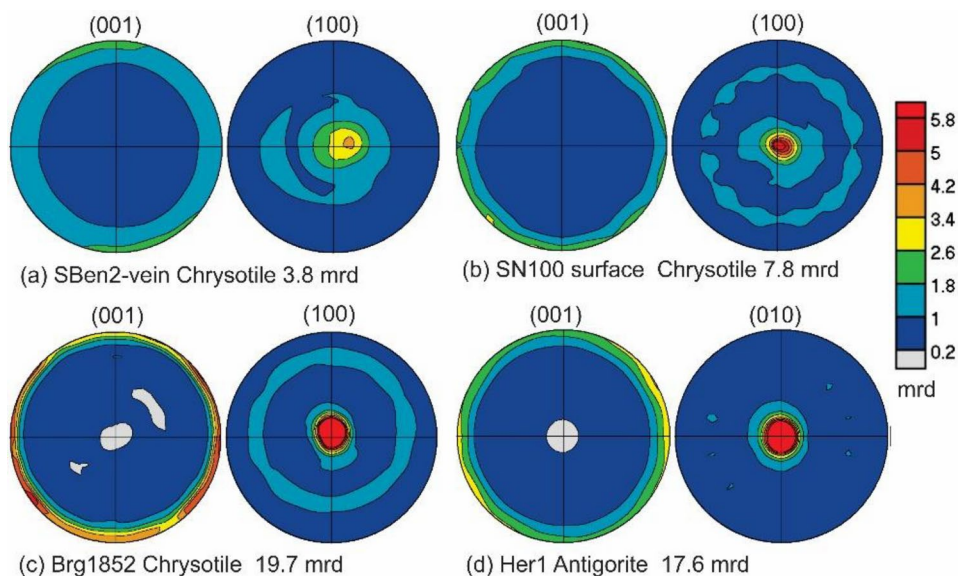 (001) (100) (001) (100)
(a) SBen2-vein Chrysotile 3.8 mrd (b) SN100 surface Chrysotile 7.8 mrd
(001) (100) (001) (010)
(c) Brg1852 Chrysotile 19.7 mrd (d) Her1 Antigorite 17.6 mrd
5.8
5
4.2
3.4
2.6
1.8
1
0.2
mrd